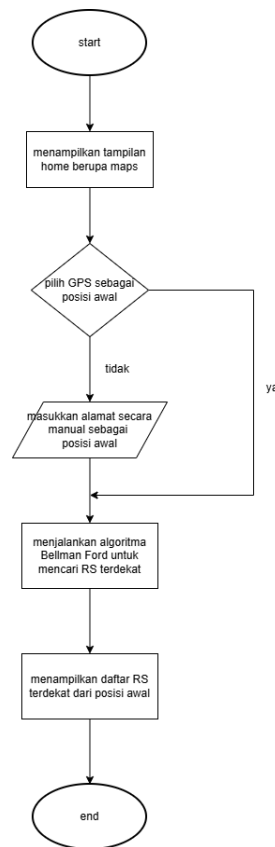 start
menampilkan tampilan
home berupa maps
pilih GPS sebagai
posisi awal
tidak
ya
masukkan alamat secara
manual sebagai
posisi awal
menjalankan algoritma
Bellman Ford untuk
mencari RS terdekat
menampilkan daftar RS
terdekat dari posisi awal
end